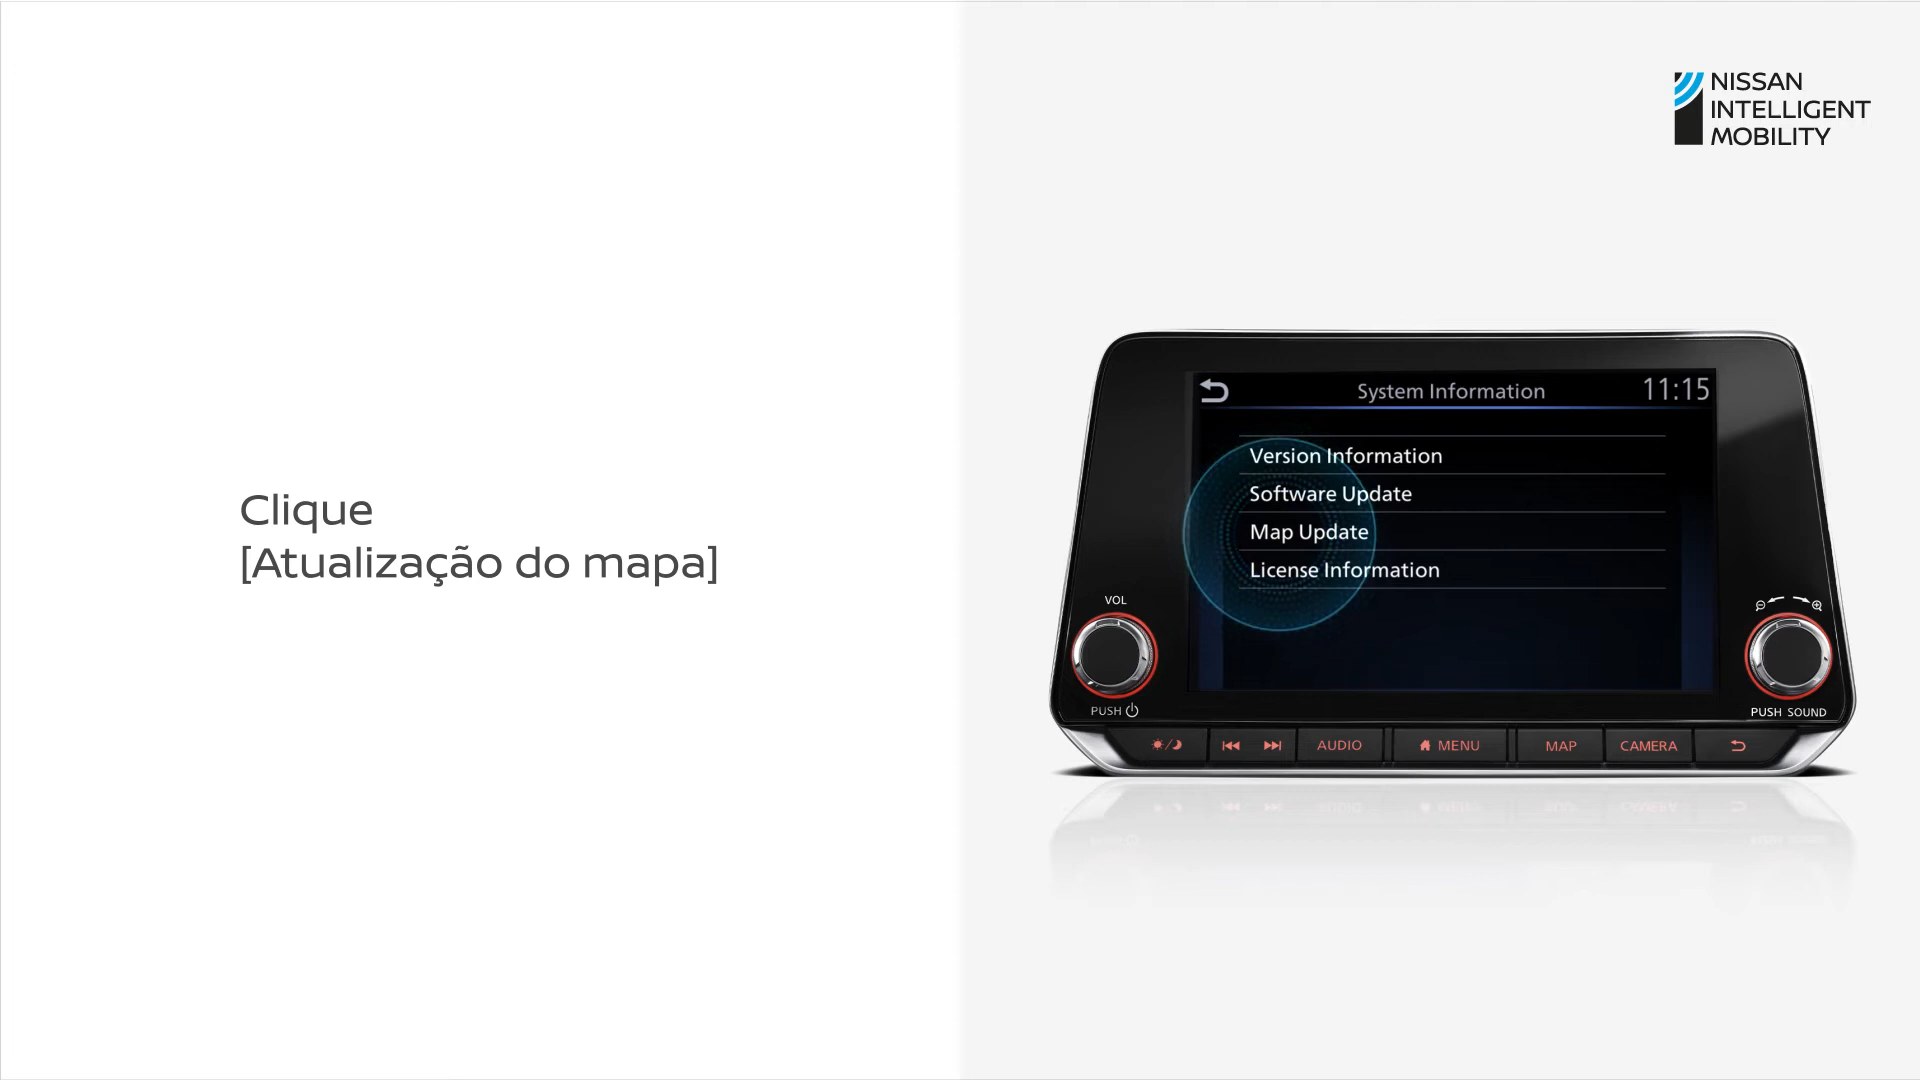 Clique
[Atualização do mapa]
NISSAN
INTELLIGENT
MOBILITY
System Information
11:15
Version Information
Software Update
Map Update
License Information
VOL
PUSH
PUSH SOUND
AUDIO
MENU
MAP
CAMERA